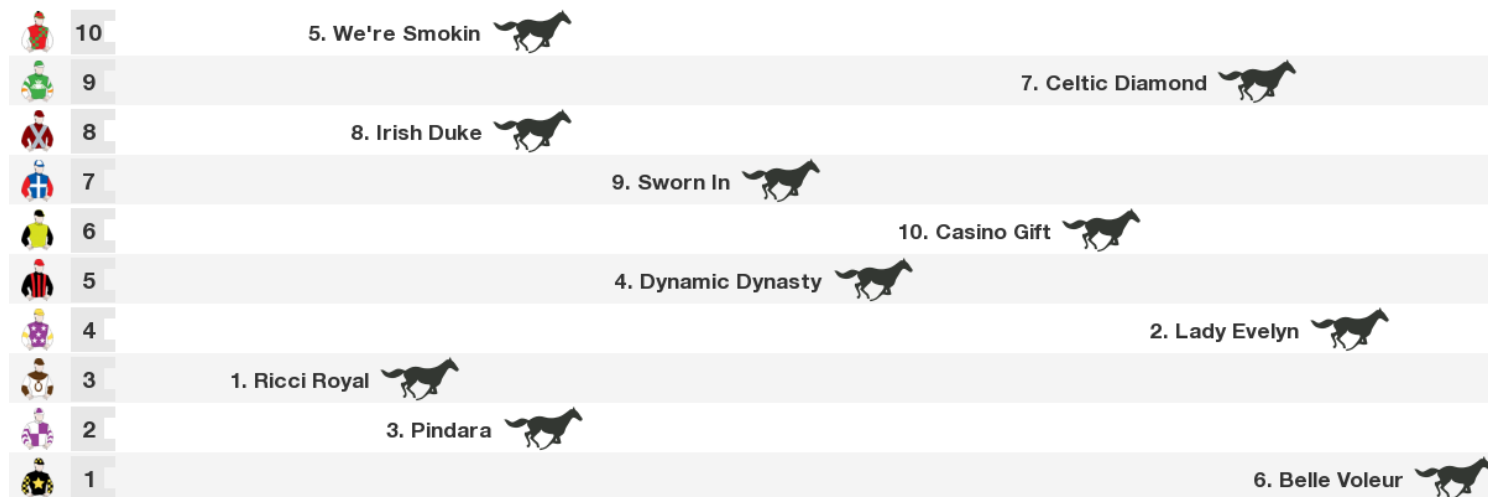 10 5. We're Smokin
9 7. Celtic Diamond
8 8. Irish Duke
7 9. Sworn In
6 10. Casino Gift
5 4. Dynamic Dynasty
4 2. Lady Evelyn
3 1. Ricci Royal
2 3. Pindara
1 6. Belle Voleur